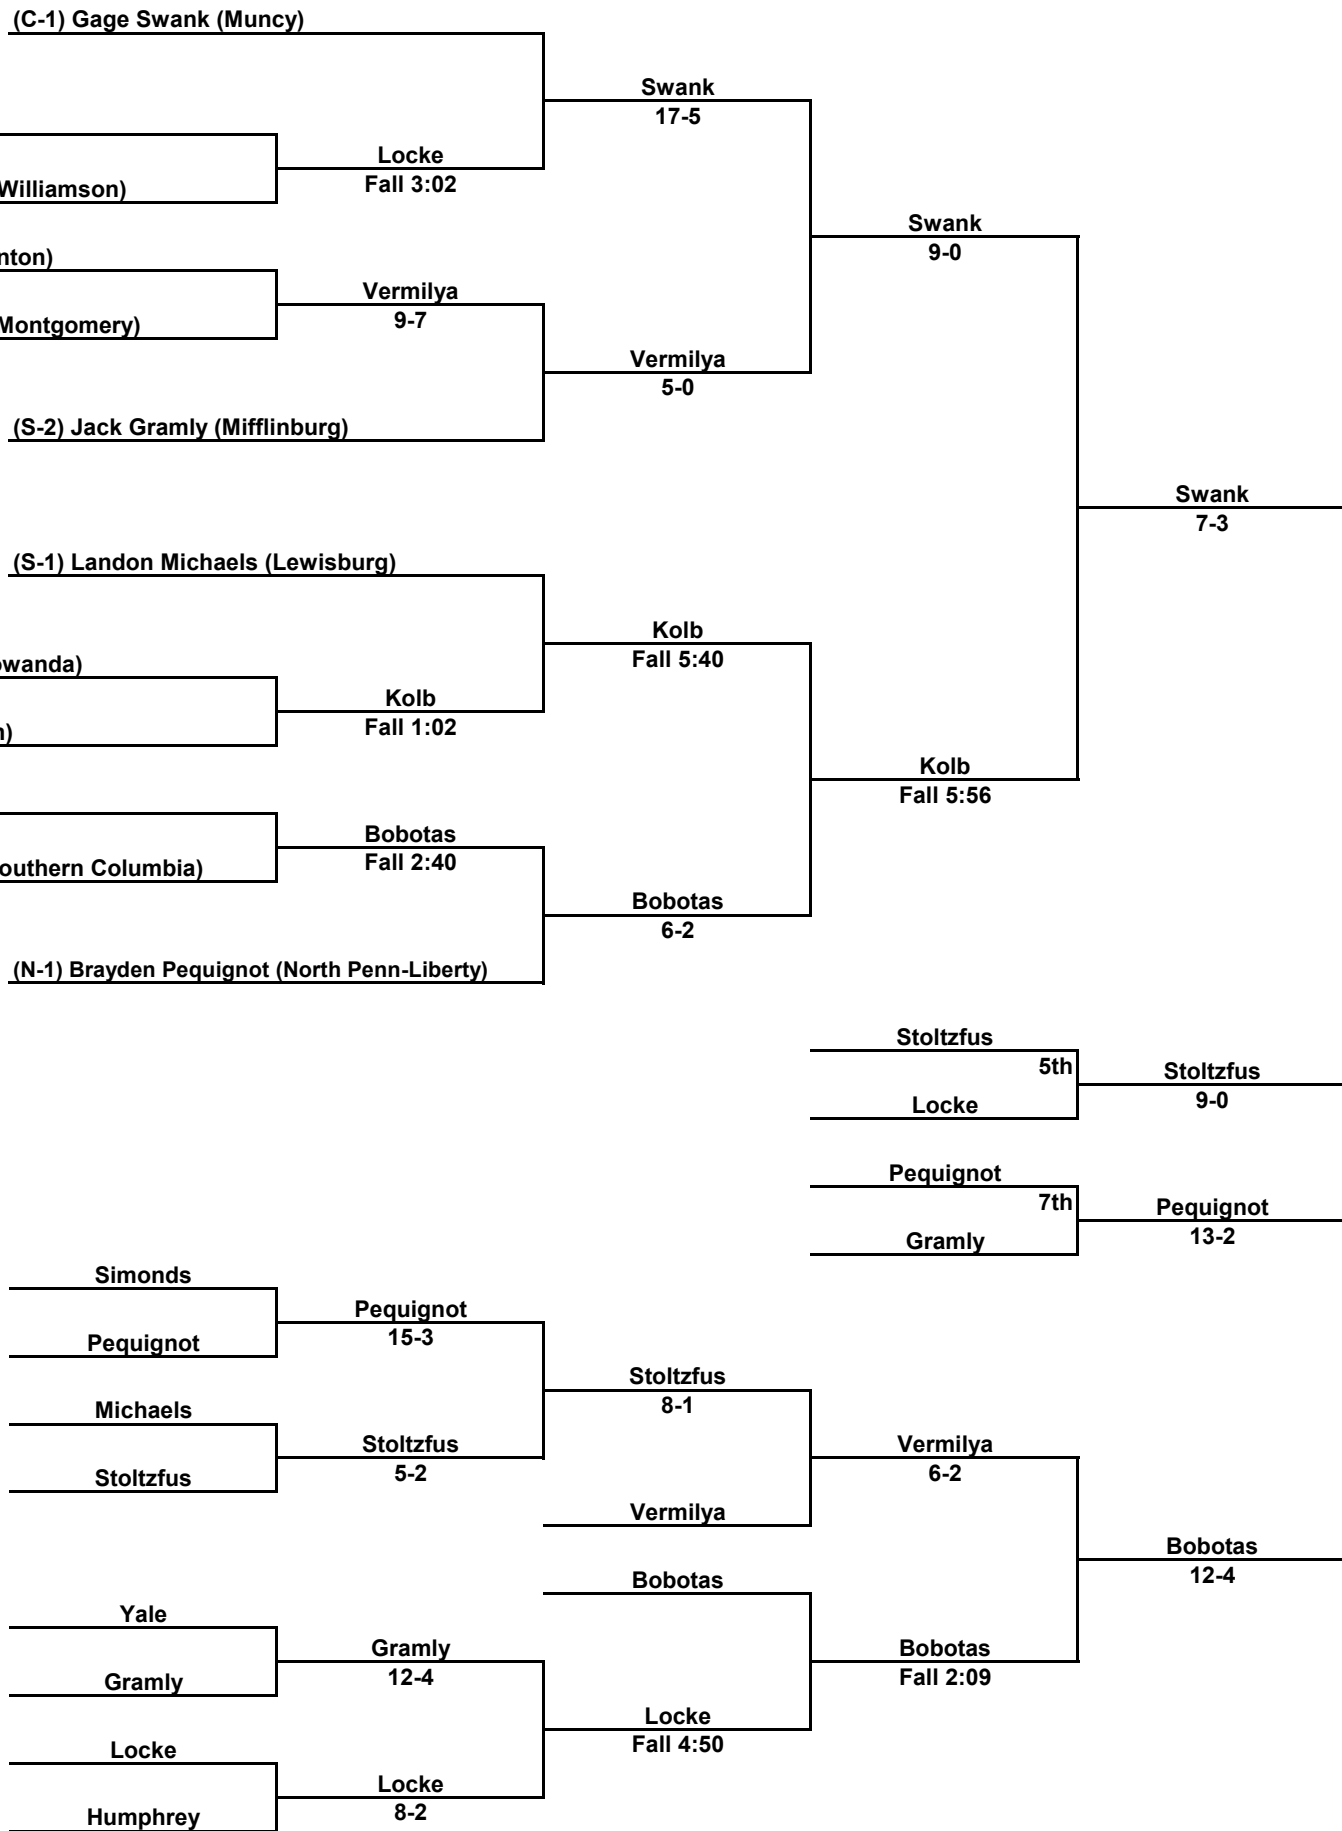 (C-1) Gage Swank (Muncy)
Swank
17-5
Locke
Fall 3:02
Williamson)
Swank
9-0
nton)
Vermilya
9-7
Montgomery)
Vermilya
5-0
(S-2) Jack Gramly (Mifflinburg)
Swank
7-3
(S-1) Landon Michaels (Lewisburg)
Kolb
Fall 5:40
owanda)
Kolb
Fall 1:02
n)
Kolb
Fall 5:56
Bobotas
Fall 2:40
outhern Columbia)
Bobotas
6-2
(N-1) Brayden Pequignot (North Penn-Liberty)
Stoltzfus
5th
Stoltzfus
9-0
Locke
Pequignot
7th
Pequignot
13-2
Gramly
Simonds
Pequignot
15-3
Pequignot
Stoltzfus
8-1
Michaels
Stoltzfus
5-2
Stoltzfus
Vermilya
6-2
Vermilya
Bobotas
12-4
Bobotas
Yale
Gramly
12-4
Gramly
Bobotas
Fall 2:09
Locke
Fall 4:50
Locke
Locke
8-2
Humphrey